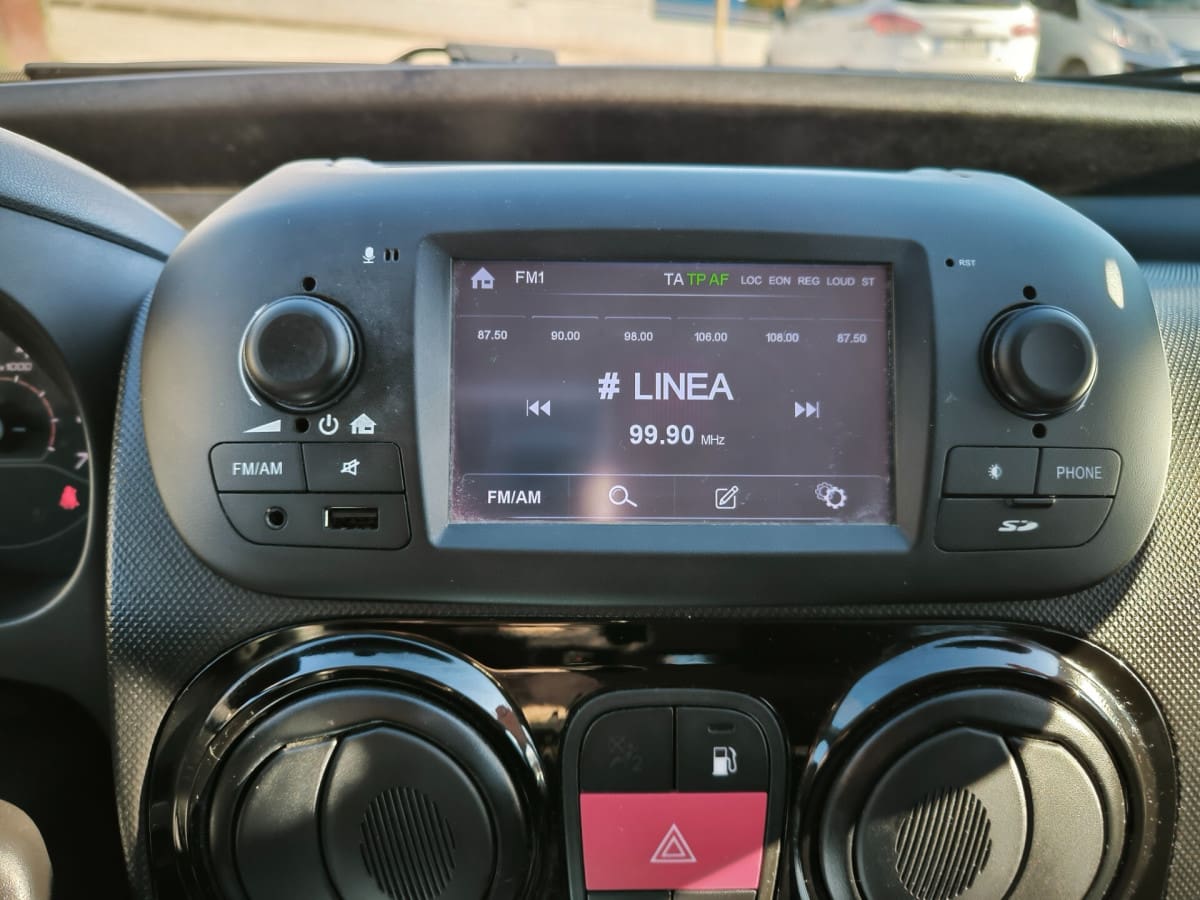 RST
FM1 TA TP AF LOC EON REG LOUD ST
87.50 90.00 98.00 106.00 108.00 87.50
# LINEA
99.90 MHz
FM/AM
FM/AM
PHONE
SD
7